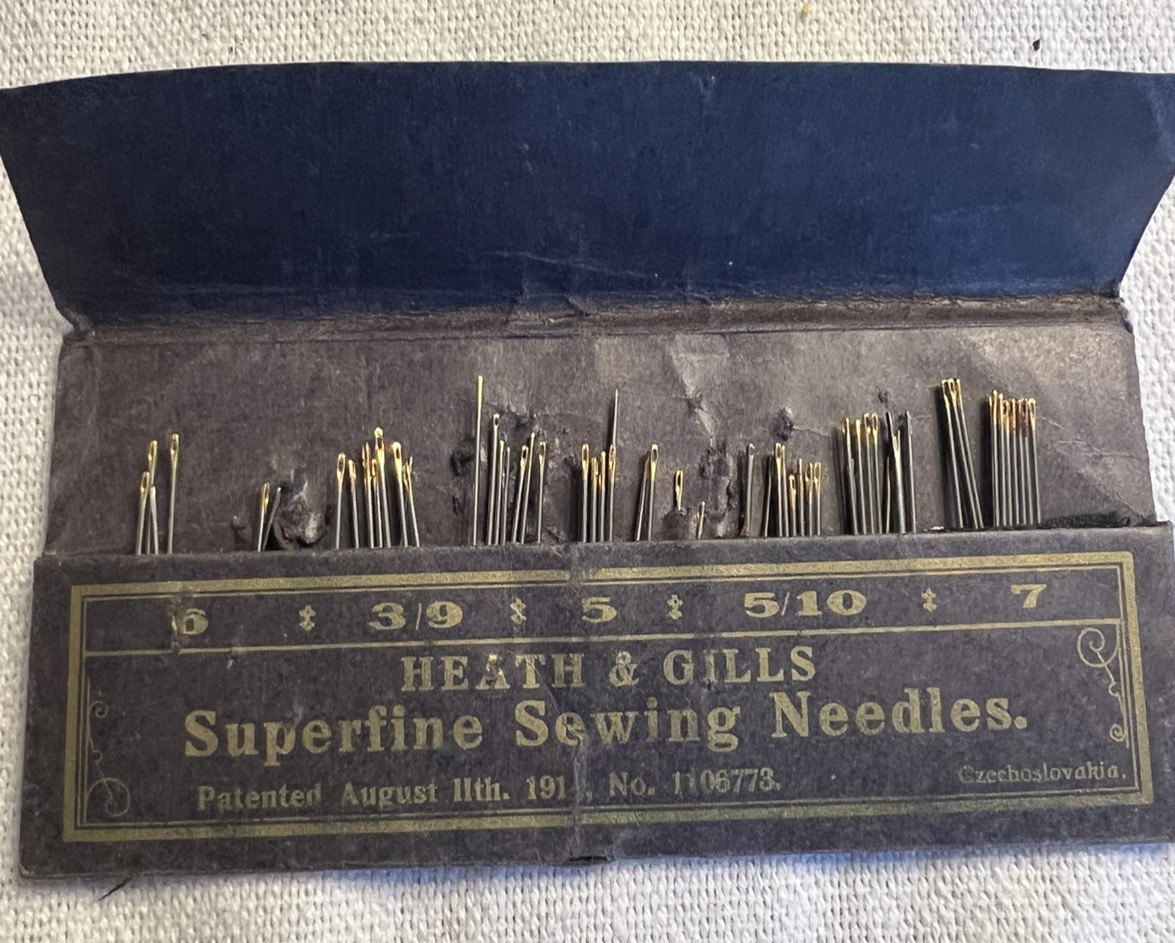 6 ⁑ 3/9 ⁑ 5 ⁑ 5/10 ⁑ 7
HEATH & GILLS
Superfine Sewing Needles.
Patented August 11th. 191 , No. 1106773.
Czechoslovakia.